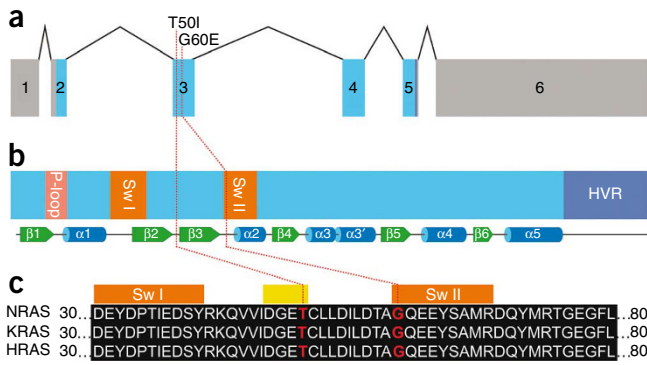 a
T50I
G60E
1 2 3 4 5 6
b
P-loop
Sw I
Sw II
HVR
β1 α1 β2 β3 α2 β4 α3 α3′ β5 α4 β6 α5
c
Sw I Sw II
NRAS 30...DEYDPTIEDSYRKQVVIDGETCLLDILDTAGQEEYSAMRDQYMRTGEGFL...80
KRAS 30...DEYDPTIEDSYRKQVVIDGETCLLDILDTAGQEEYSAMRDQYMRTGEGFL...80
HRAS 30...DEYDPTIEDSYRKQVVIDGETCLLDILDTAGQEEYSAMRDQYMRTGEGFL...80